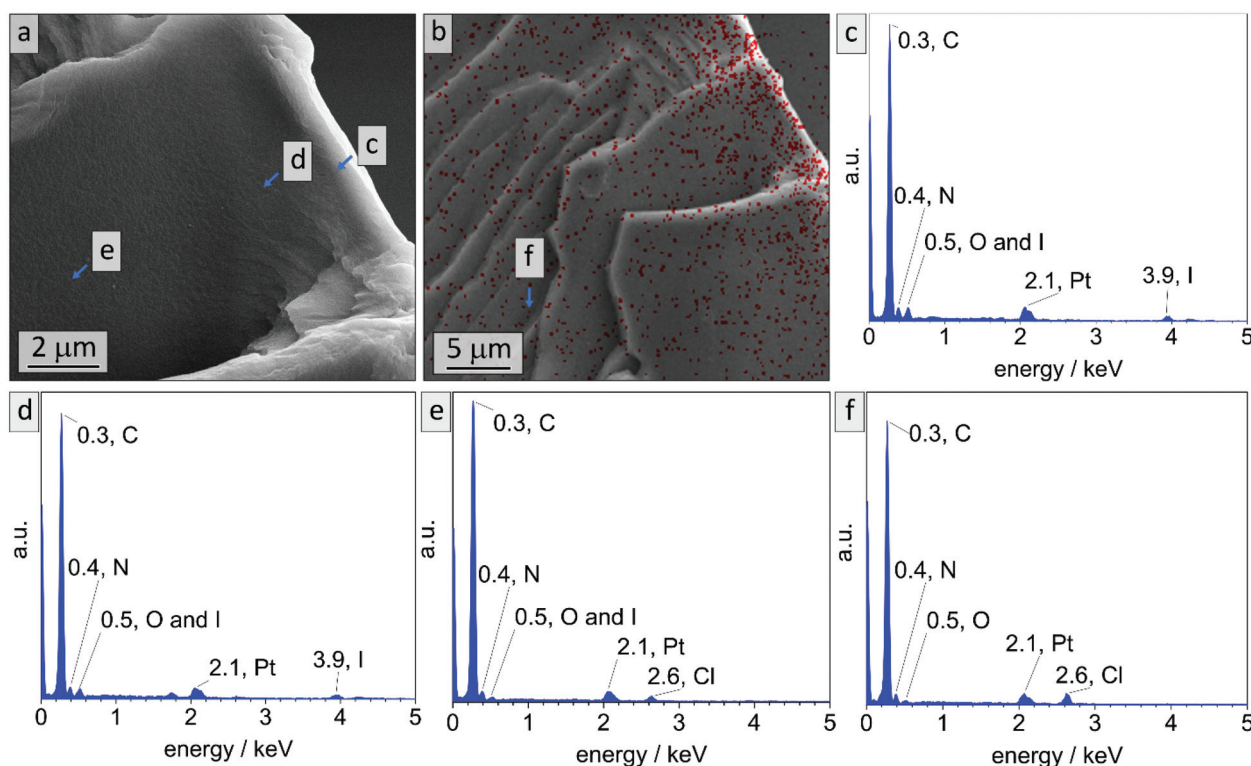 a
d
c
e
2 μm
b
f
5 μm
c
0.3, C
0.4, N
0.5, O and I
2.1, Pt
3.9, I
a.u.
0 1 2 3 4 5
energy / keV
d
0.3, C
0.4, N
0.5, O and I
2.1, Pt
3.9, I
a.u.
0 1 2 3 4 5
energy / keV
e
0.3, C
0.4, N
0.5, O and I
2.1, Pt
2.6, Cl
a.u.
0 1 2 3 4 5
energy / keV
f
0.3, C
0.4, N
0.5, O
2.1, Pt
2.6, Cl
a.u.
0 1 2 3 4 5
energy / keV